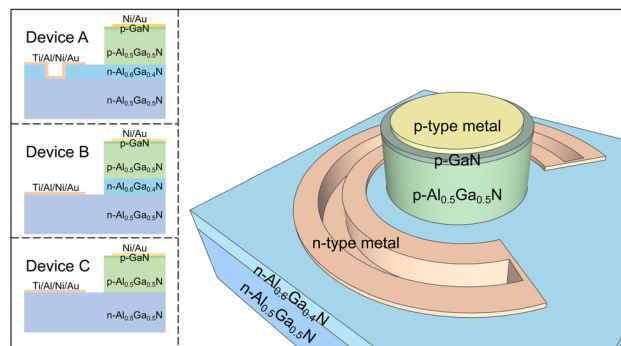 Device A
Ni/Au
p-GaN
Ti/Al/Ni/Au
p-Al₀.₅Ga₀.₅N
n-Al₀.₆Ga₀.₄N
n-Al₀.₅Ga₀.₅N
Device B
Ni/Au
p-GaN
p-Al₀.₅Ga₀.₅N
Ti/Al/Ni/Au
n-Al₀.₆Ga₀.₄N
n-Al₀.₅Ga₀.₅N
Device C
Ni/Au
p-GaN
p-Al₀.₅Ga₀.₅N
Ti/Al/Ni/Au
n-Al₀.₅Ga₀.₅N
p-type metal
p-GaN
p-Al₀.₅Ga₀.₅N
n-type metal
n-Al₀.₆Ga₀.₄N
n-Al₀.₅Ga₀.₅N